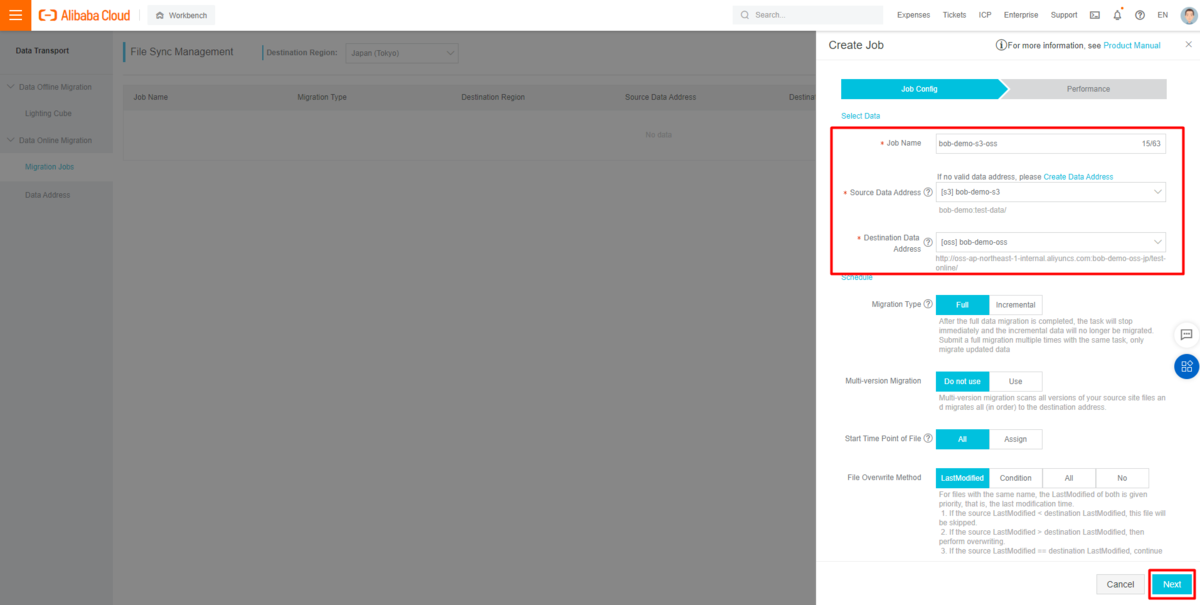 Alibaba Cloud
Workbench
Search...
Expenses Tickets ICP Enterprise Support EN
Data Transport
File Sync Management
Destination Region: Japan (Tokyo)
Data Offline Migration
Lighting Cube
Data Online Migration
Migration Jobs
Data Address
Job Name Migration Type Destination Region Source Data Address Destina
No data
Create Job
For more information, see Product Manual
Job Config Performance
Select Data
* Job Name bob-demo-s3-oss 15/63
If no valid data address, please Create Data Address
* Source Data Address [s3] bob-demo-s3
bob-demo:test-data/
* Destination Data
Address
[oss] bob-demo-oss
http://oss-ap-northeast-1-internal.aliyuncs.com:bob-demo-oss-jp/test-
online/
Schedule
Migration Type Full Incremental
After the full data migration is completed, the task will stop
immediately and the incremental data will no longer be migrated.
Submit a full migration multiple times with the same task, only
migrate updated data
Multi-version Migration Do not use Use
Multi-version migration scans all versions of your source site files an
d migrates all (in order) to the destination address.
Start Time Point of File All Assign
File Overwrite Method LastModified Condition All No
For files with the same name, the LastModified of both is given
priority, that is, the last modification time.
1. If the source LastModified < destination LastModified, this file will
be skipped.
2. If the source LastModified > destination LastModified, then
perform overwriting.
3. If the source LastModified == destination LastModified, continue
Cancel Next